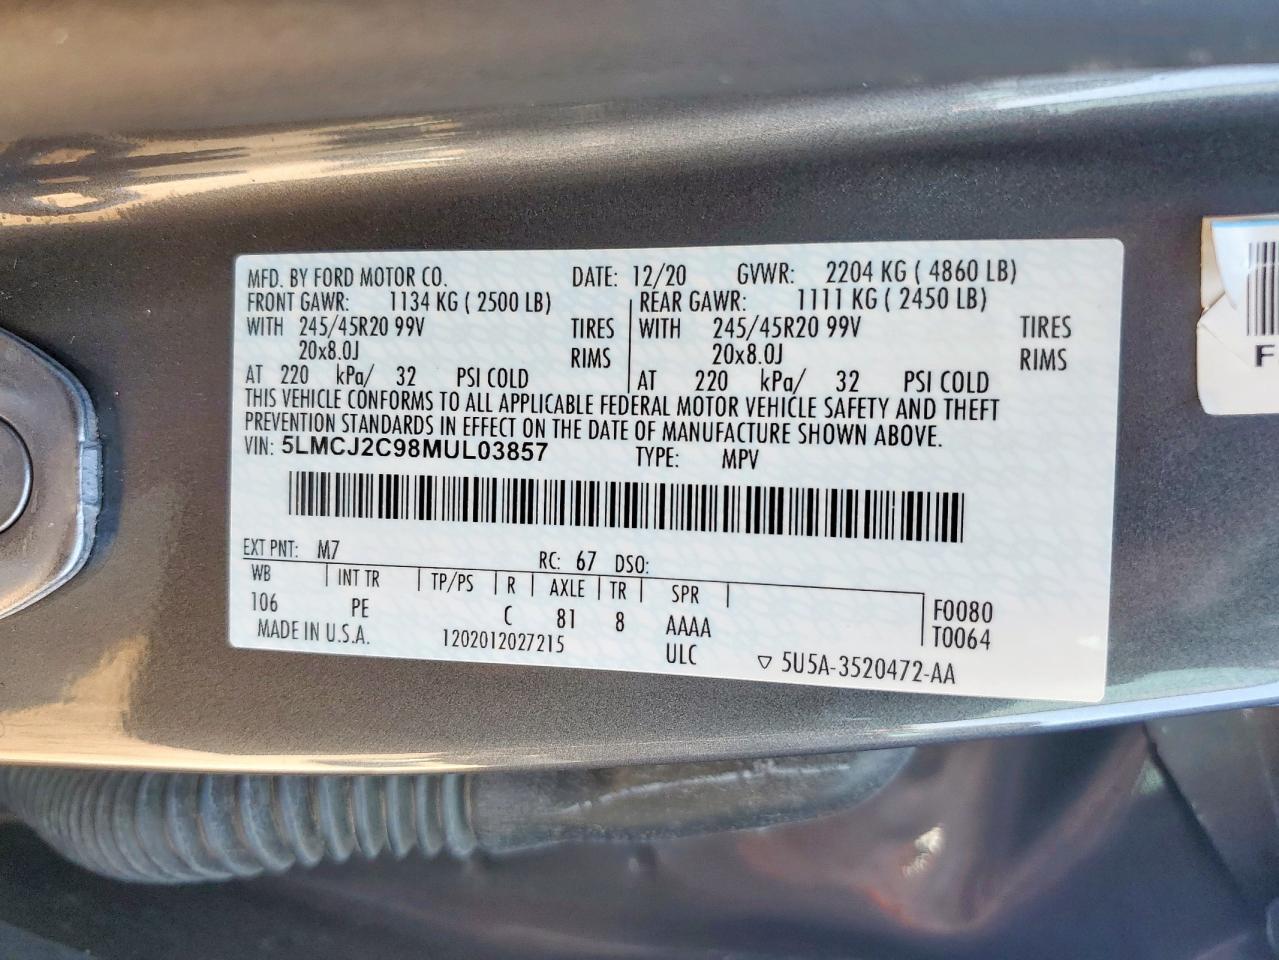 MFD. BY FORD MOTOR CO. DATE: 12/20 GVWR: 2204 KG ( 4860 LB)
FRONT GAWR: 1134 KG ( 2500 LB) REAR GAWR: 1111 KG ( 2450 LB)
WITH 245/45R20 99V TIRES WITH 245/45R20 99V TIRES
20x8.0J RIMS 20x8.0J RIMS
AT 220 kPa/ 32 PSI COLD AT 220 kPa/ 32 PSI COLD
THIS VEHICLE CONFORMS TO ALL APPLICABLE FEDERAL MOTOR VEHICLE SAFETY AND THEFT
PREVENTION STANDARDS IN EFFECT ON THE DATE OF MANUFACTURE SHOWN ABOVE.
VIN: 5LMCJ2C98MUL03857 TYPE: MPV
EXT PNT: M7 RC: 67 DSO:
WB INT TR TP/PS R AXLE TR SPR
106 PE C 81 8 AAAA F0080
MADE IN U.S.A. 1202012027215 ULC T0064
▽ 5U5A-3520472-AA
F